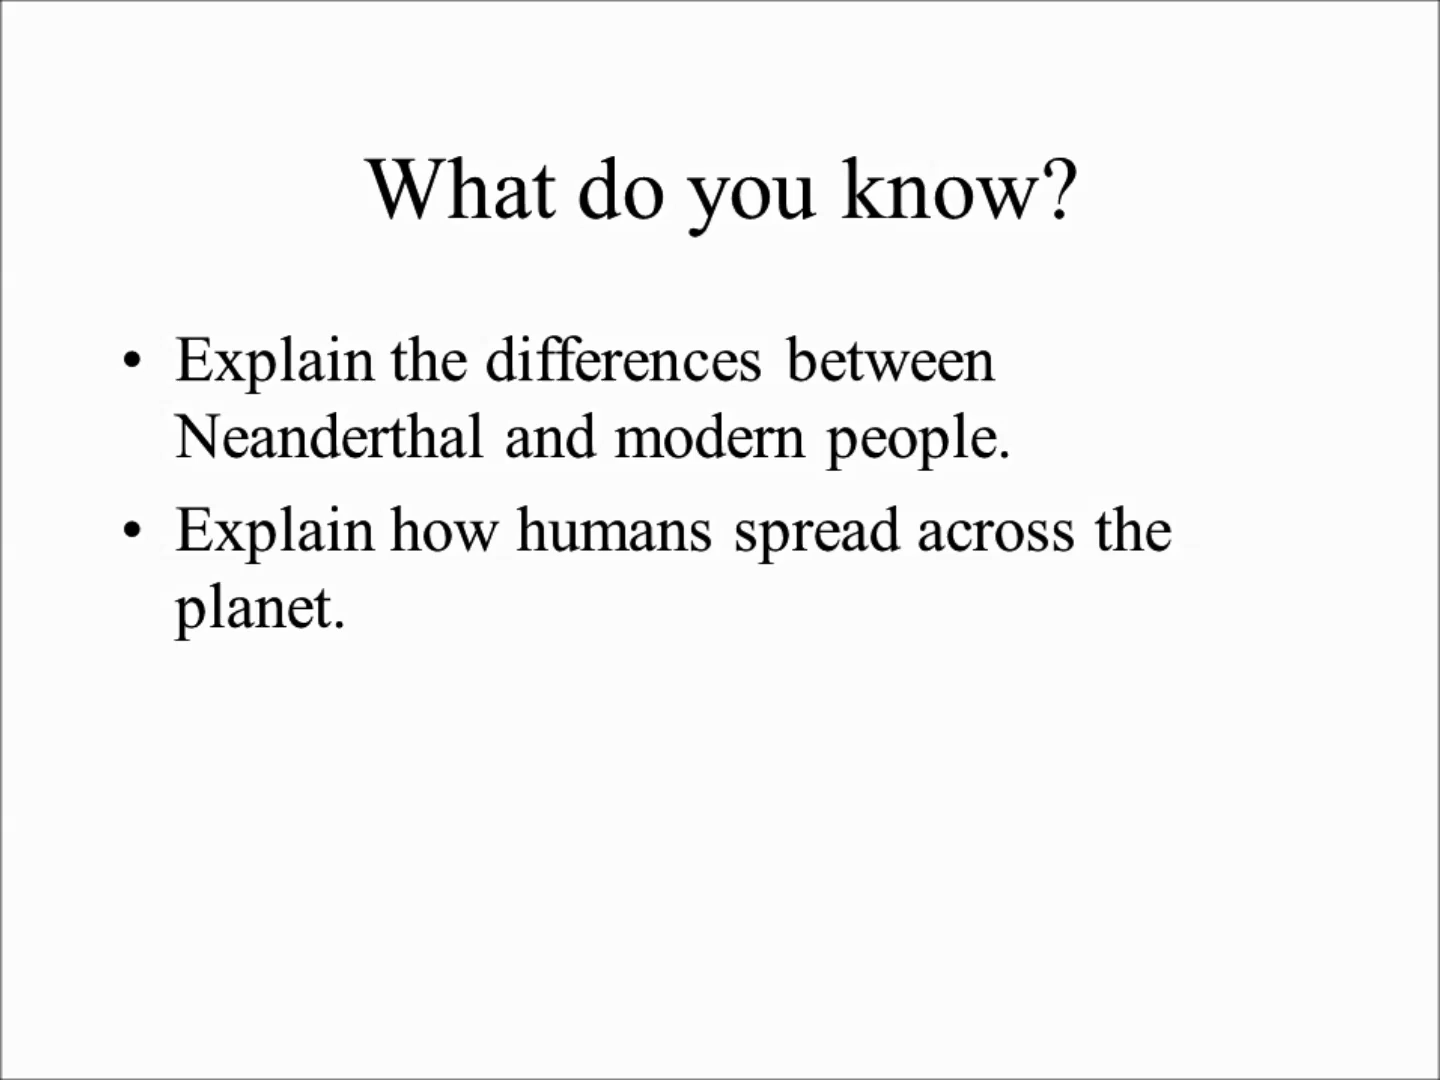 What do you know?
• Explain the differences between
Neanderthal and modern people.
• Explain how humans spread across the
planet.